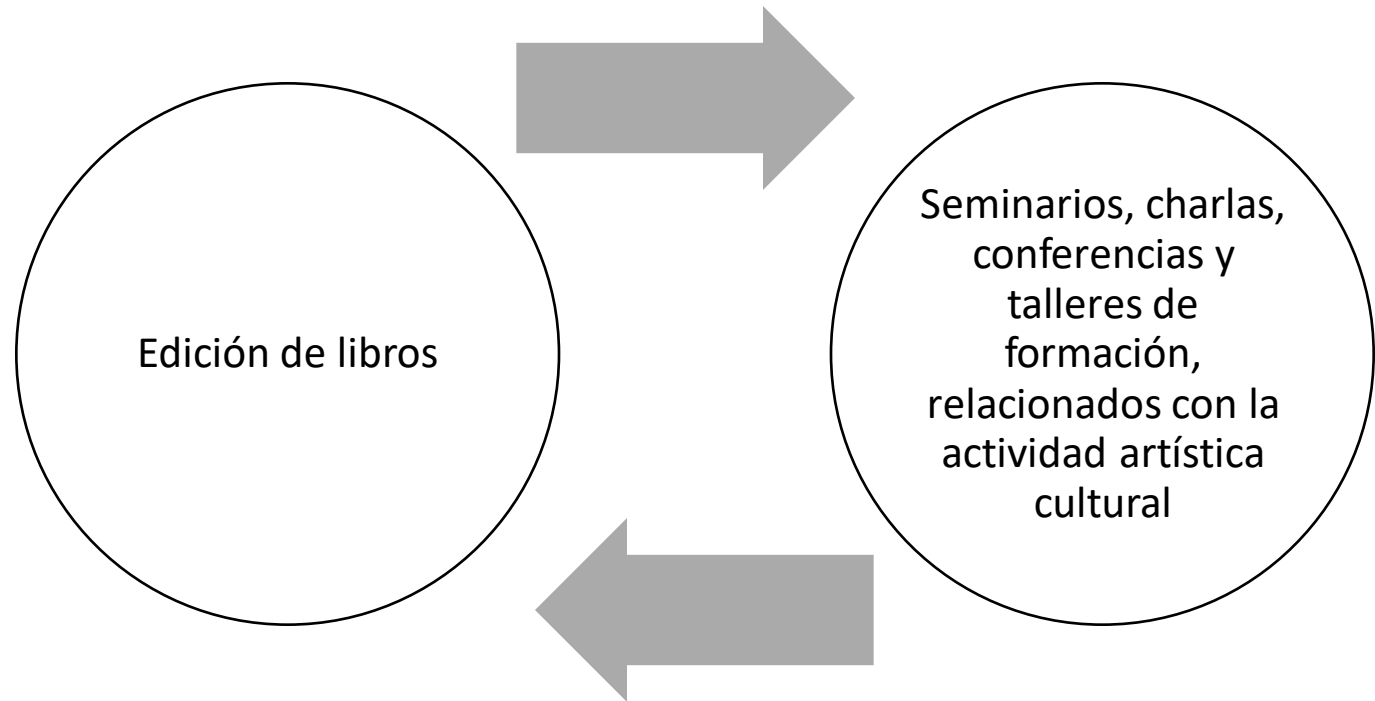 Edición de libros
Seminarios, charlas,
conferencias y
talleres de
formación,
relacionados con la
actividad artística
cultural